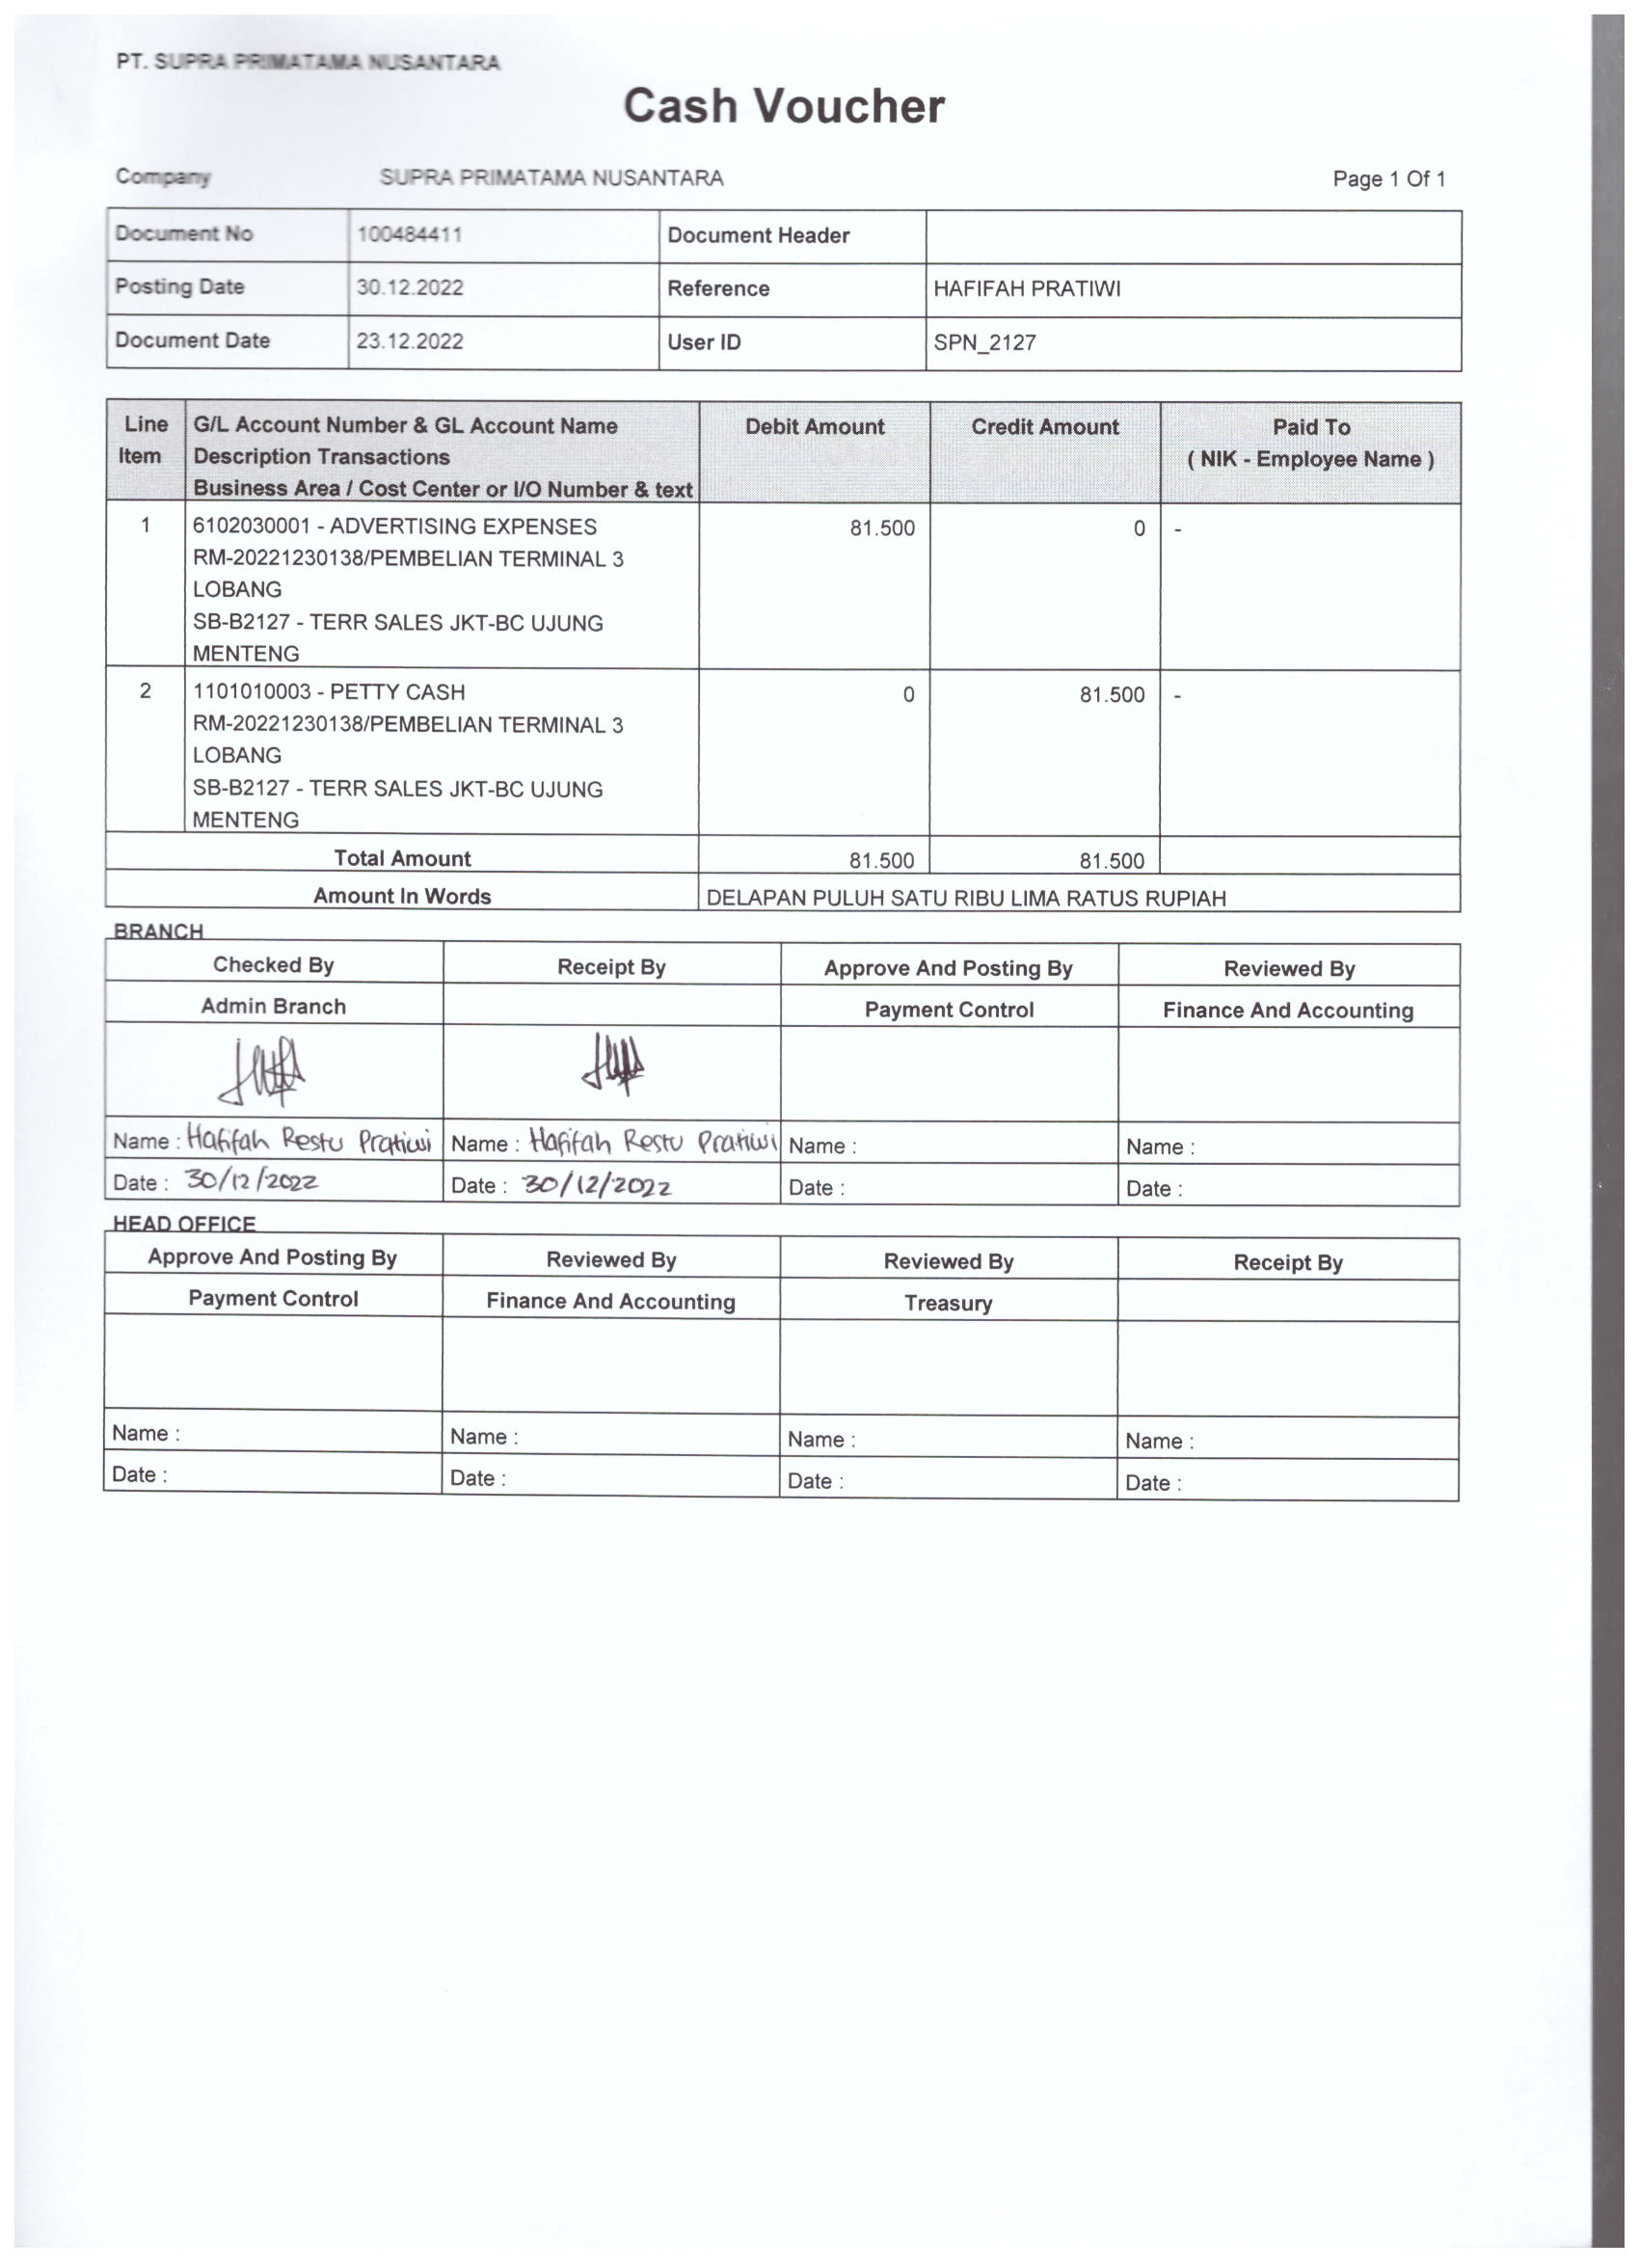 PT. SUPRA PRIMATAMA NUSANTARA
Cash Voucher
Company SUPRA PRIMATAMA NUSANTARA Page 1 Of 1
Document No 100484411 Document Header
Posting Date 30.12.2022 Reference HAFIFAH PRATIWI
Document Date 23.12.2022 User ID SPN_2127
Line Item G/L Account Number & GL Account Name Debit Amount Credit Amount Paid To
Description Transactions ( NIK - Employee Name )
Business Area / Cost Center or I/O Number & text
1 6102030001 - ADVERTISING EXPENSES 81.500 0 -
RM-20221230138/PEMBELIAN TERMINAL 3
LOBANG
SB-B2127 - TERR SALES JKT-BC UJUNG
MENTENG
2 1101010003 - PETTY CASH 0 81.500 -
RM-20221230138/PEMBELIAN TERMINAL 3
LOBANG
SB-B2127 - TERR SALES JKT-BC UJUNG
MENTENG
Total Amount 81.500 81.500
Amount In Words DELAPAN PULUH SATU RIBU LIMA RATUS RUPIAH
BRANCH
Checked By Receipt By Approve And Posting By Reviewed By
Admin Branch Payment Control Finance And Accounting
Name : Hafifah Restu Pratiwi Name : Hafifah Restu Pratiwi Name : Name :
Date : 30/12/2022 Date : 30/12/2022 Date : Date :
HEAD OFFICE
Approve And Posting By Reviewed By Reviewed By Receipt By
Payment Control Finance And Accounting Treasury
Name : Name : Name : Name :
Date : Date : Date : Date :